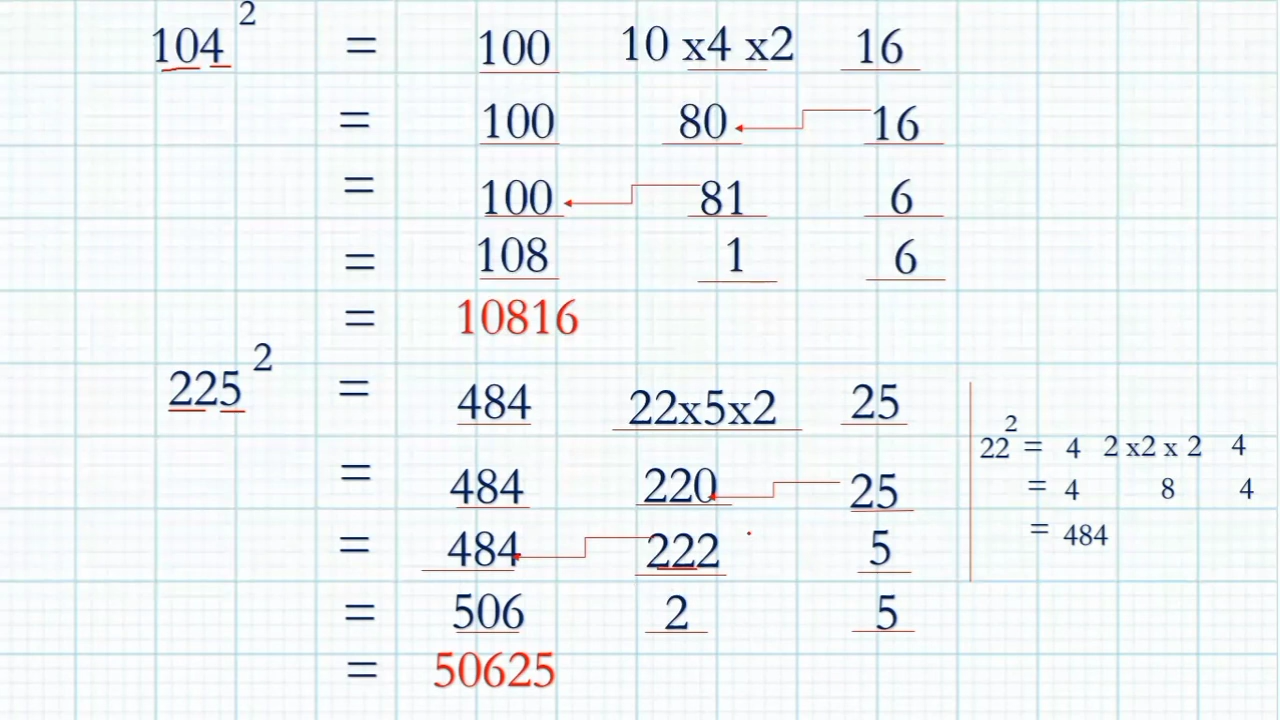 104² = 100 10 x4 x2 16
= 100 80 16
= 100 81 6
= 108 1 6
= 10816
225² = 484 22x5x2 25
= 484 220 25
= 484 222 5
= 506 2 5
= 50625
22² = 4 2 x2 x 2 4
= 4 8 4
= 484